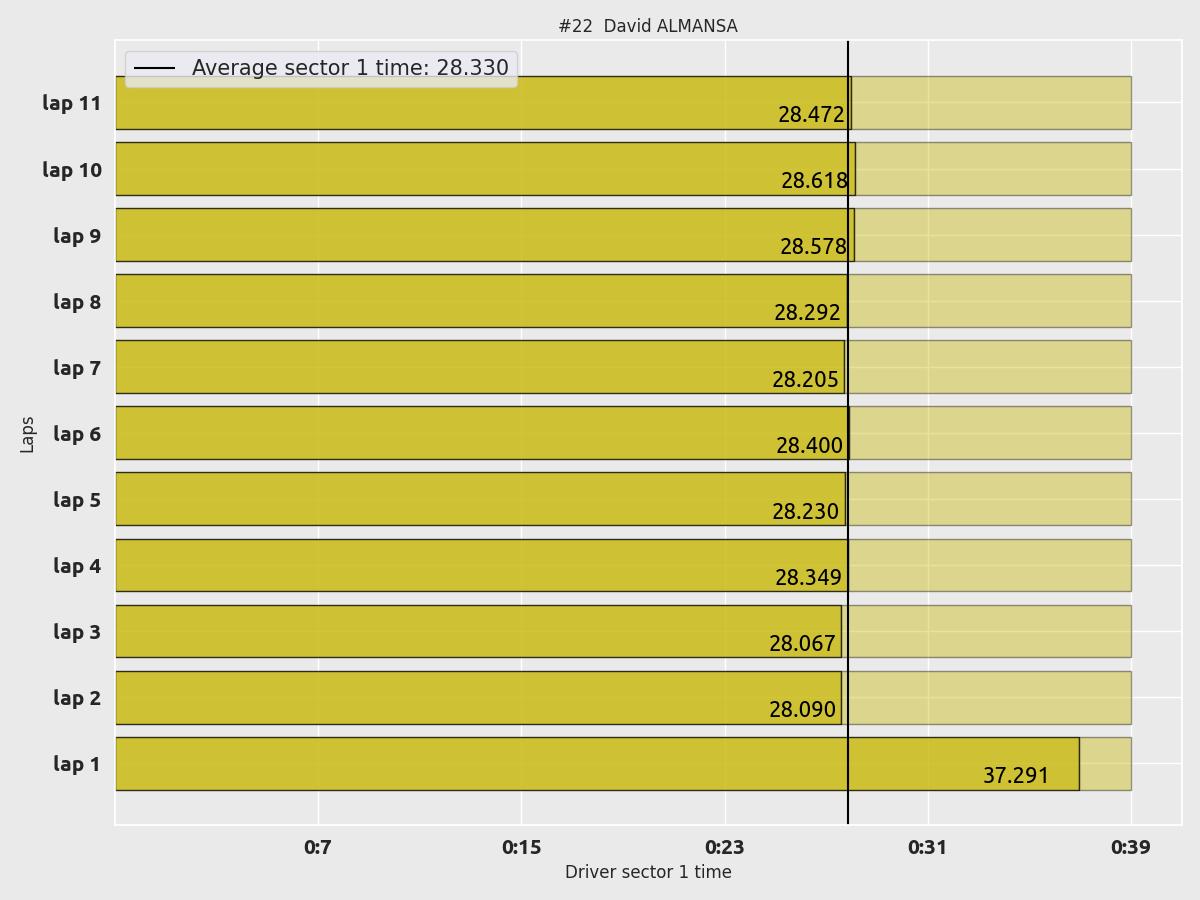 #22 David ALMANSA
Average sector 1 time: 28.330
lap 11 28.472
lap 10 28.618
lap 9 28.578
lap 8 28.292
lap 7 28.205
lap 6 28.400
lap 5 28.230
lap 4 28.349
lap 3 28.067
lap 2 28.090
lap 1 37.291
Laps
0:7 0:15 0:23 0:31 0:39
Driver sector 1 time